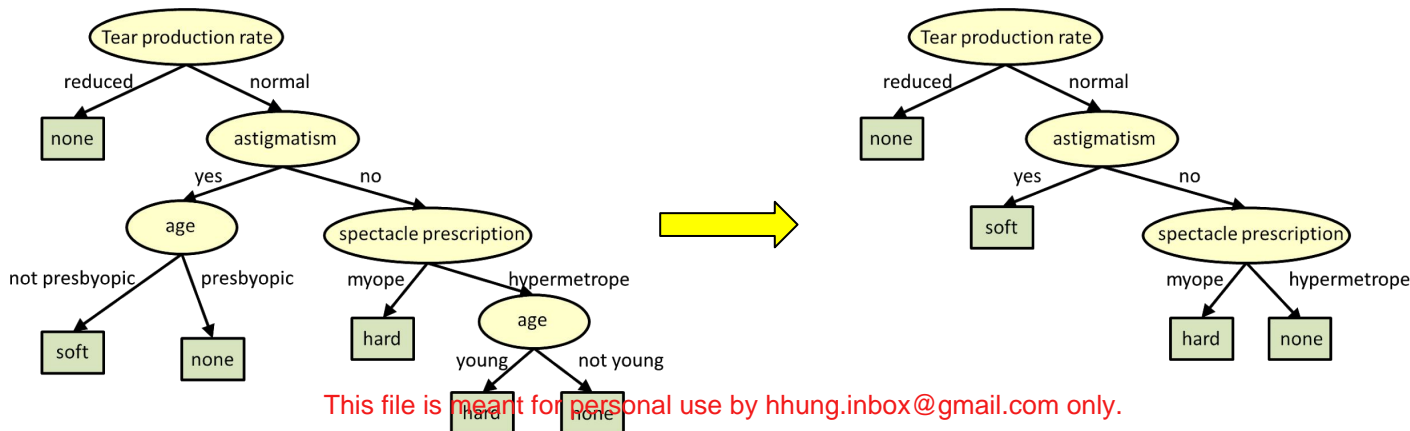 Tear production rate
reduced
normal
none
astigmatism
yes
no
age
spectacle prescription
not presbyopic
presbyopic
myope
hypermetrope
soft
none
hard
age
young
not young
hard
none
Tear production rate
reduced
normal
none
astigmatism
yes
no
soft
spectacle prescription
myope
hypermetrope
hard
none
This file is meant for personal use by hhung.inbox@gmail.com only.